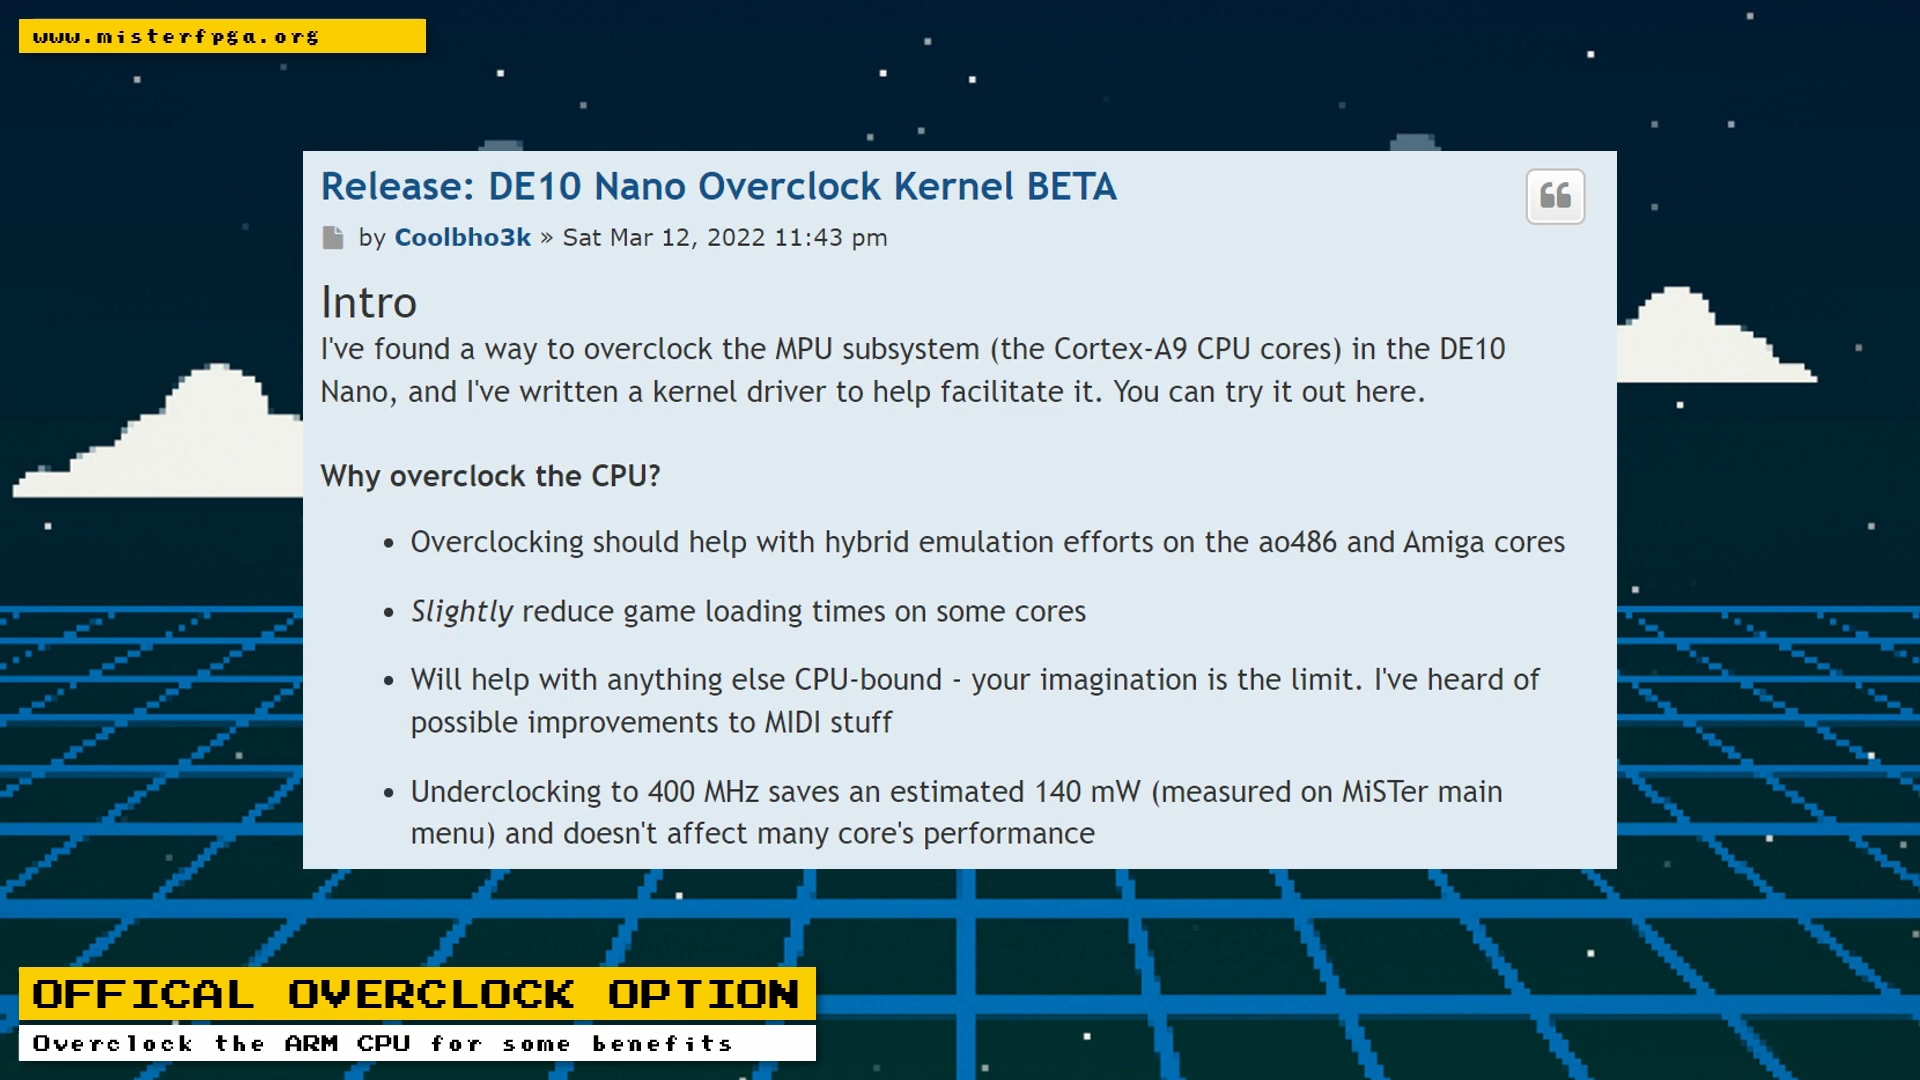 www.misterfpga.org
Release: DE10 Nano Overclock Kernel BETA
by Coolbho3k » Sat Mar 12, 2022 11:43 pm
Intro
I've found a way to overclock the MPU subsystem (the Cortex-A9 CPU cores) in the DE10
Nano, and I've written a kernel driver to help facilitate it. You can try it out here.
Why overclock the CPU?
• Overclocking should help with hybrid emulation efforts on the ao486 and Amiga cores
• Slightly reduce game loading times on some cores
• Will help with anything else CPU-bound - your imagination is the limit. I've heard of
possible improvements to MIDI stuff
• Underclocking to 400 MHz saves an estimated 140 mW (measured on MiSTer main
menu) and doesn't affect many core's performance
OFFICAL OVERCLOCK OPTION
Overclock the ARM CPU for some benefits